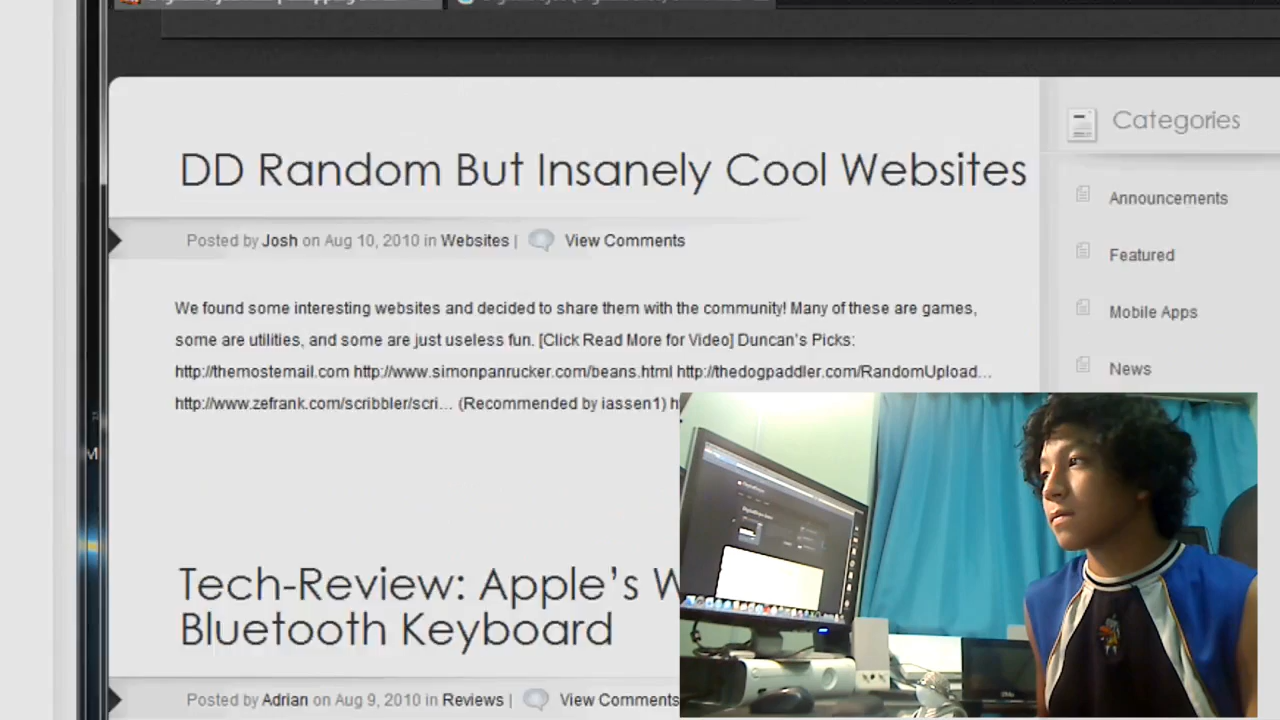 Categories
DD Random But Insanely Cool Websites
Announcements
Posted by Josh on Aug 10, 2010 in Websites | View Comments
Featured
We found some interesting websites and decided to share them with the community! Many of these are games,
Mobile Apps
some are utilities, and some are just useless fun. [Click Read More for Video] Duncan's Picks:
http://themostemail.com http://www.simonpanrucker.com/beans.html http://thedogpaddler.com/RandomUpload…
News
http://www.zefrank.com/scribbler/scri… (Recommended by iassen1) h
M
Tech-Review: Apple's W
Bluetooth Keyboard
Posted by Adrian on Aug 9, 2010 in Reviews | View Comments